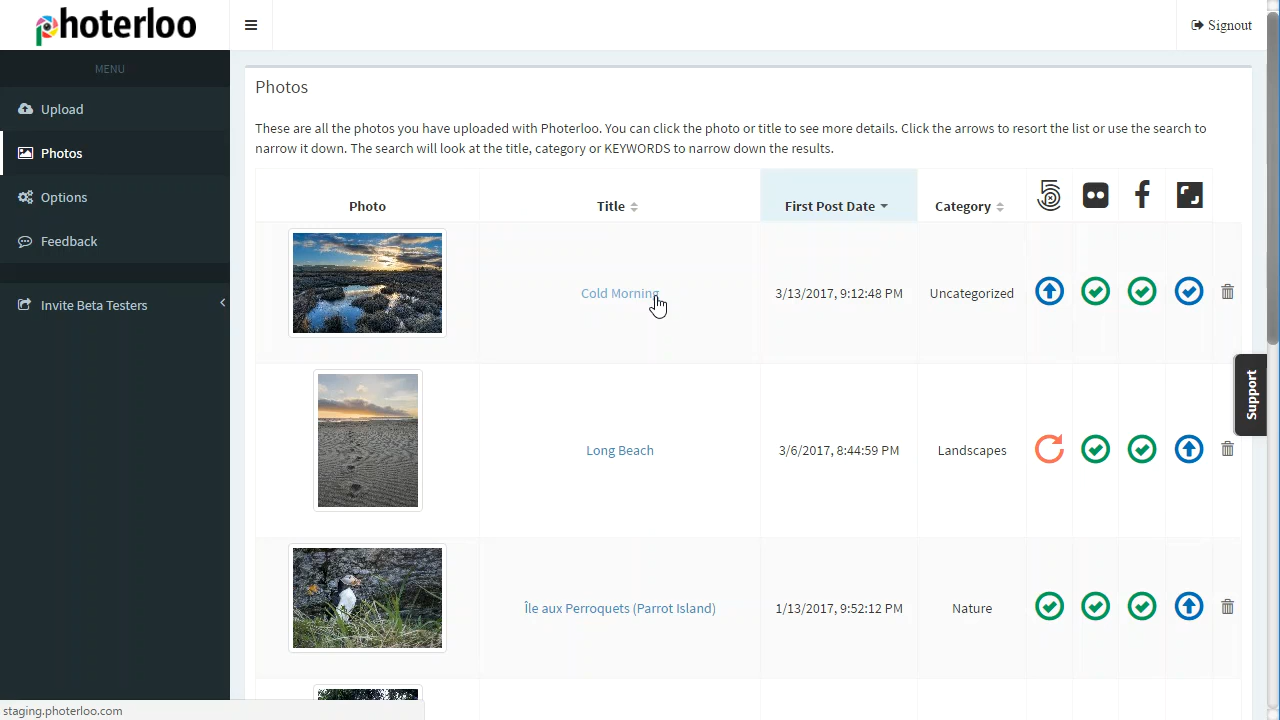 photerloo
Signout
MENU
Upload
Photos
Options
Feedback
Invite Beta Testers
Photos
These are all the photos you have uploaded with Photerloo. You can click the photo or title to see more details. Click the arrows to resort the list or use the search to
narrow it down. The search will look at the title, category or KEYWORDS to narrow down the results.
Photo Title First Post Date Category 5
Cold Morning 3/13/2017, 9:12:48 PM Uncategorized
Long Beach 3/6/2017, 8:44:59 PM Landscapes
Île aux Perroquets (Parrot Island) 1/13/2017, 9:52:12 PM Nature
Support
staging.photerloo.com